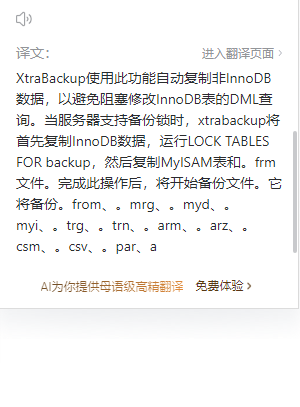 译文：
进入翻译页面 >
XtraBackup使用此功能自动复制非InnoDB
数据，以避免阻塞修改InnoDB表的DML查
询。当服务器支持备份锁时，xtrabackup将
首先复制InnoDB数据，运行LOCK TABLES
FOR backup，然后复制MyISAM表和。frm
文件。完成此操作后，将开始备份文件。它
将备份。from、。mrg、。myd、。
myi、。trg、。trn、。arm、。arz、。
csm、。csv、。par、a
AI为你提供母语级高精翻译 免费体验 >